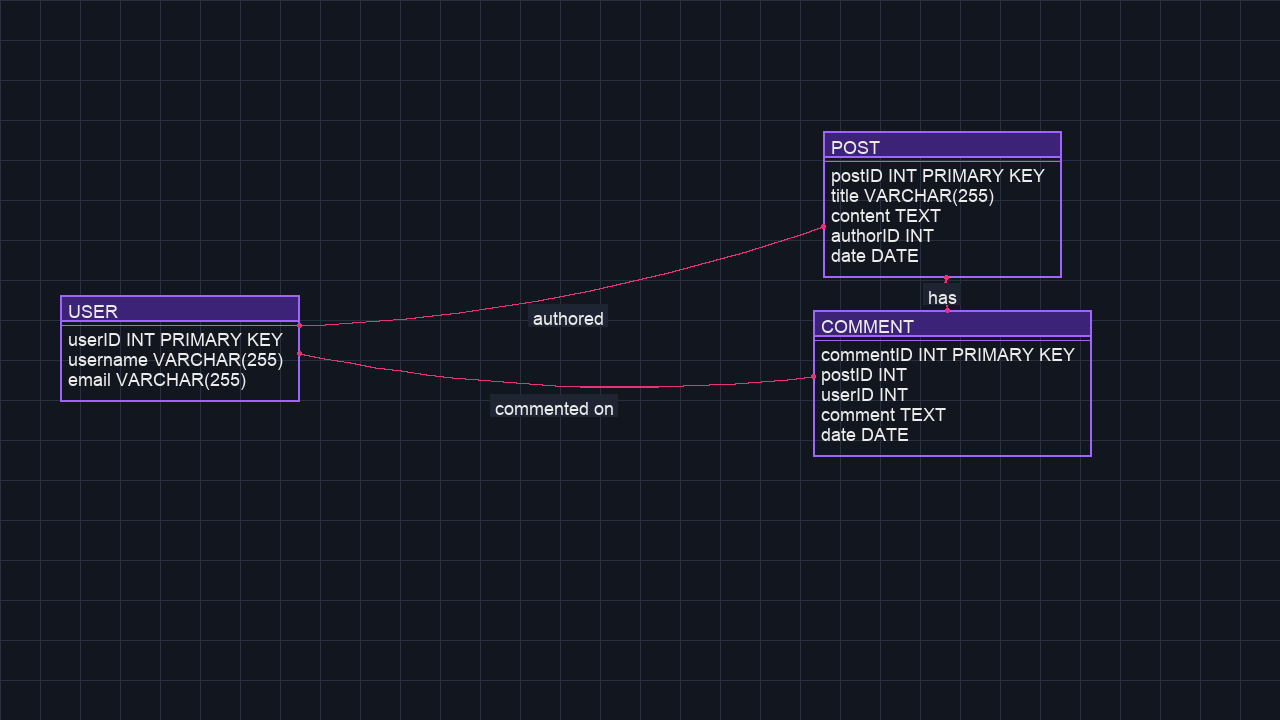 POST
postID INT PRIMARY KEY
title VARCHAR(255)
content TEXT
authorID INT
date DATE
has
USER
userID INT PRIMARY KEY
username VARCHAR(255)
email VARCHAR(255)
authored
commented on
COMMENT
commentID INT PRIMARY KEY
postID INT
userID INT
comment TEXT
date DATE